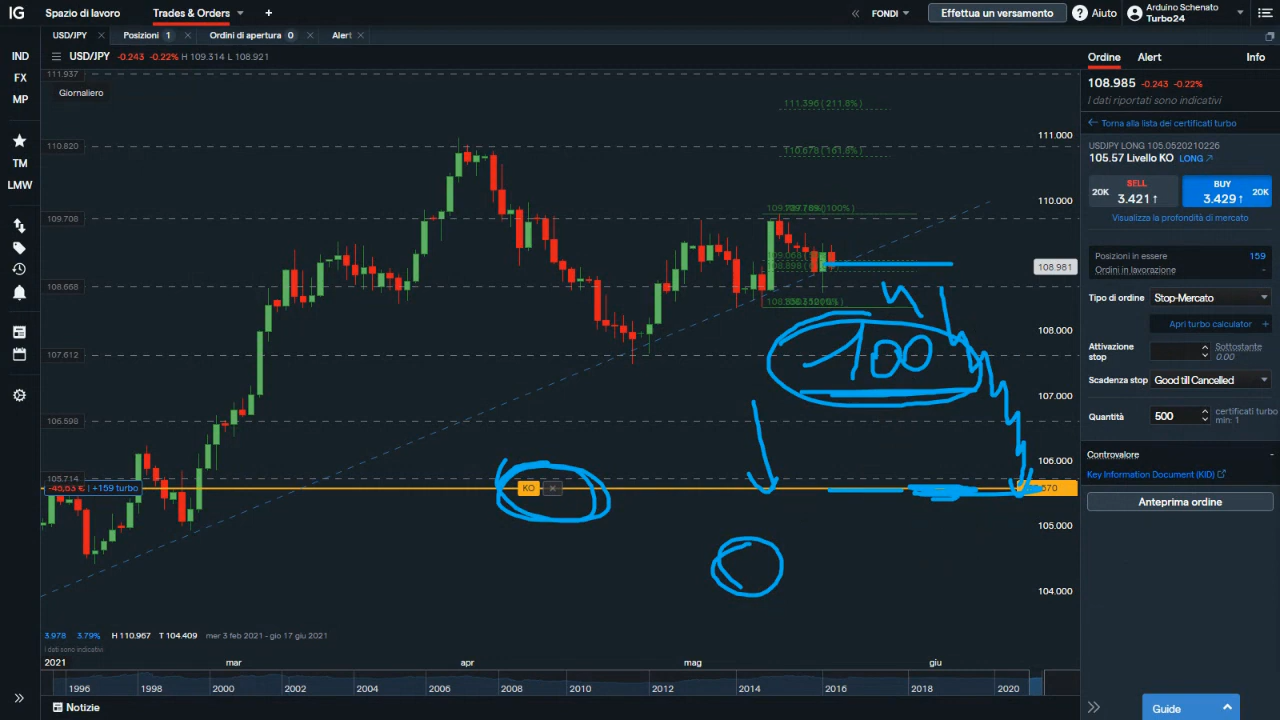 IG Spazio di lavoro Trades & Orders + FONDI Effettua un versamento ? Aiuto Arduino Schenato Turbo24
USD/JPY Posizioni 1 Ordini di apertura 0 Alert
IND
FX
MP
TM
LMW
USD/JPY -0.243 -0.22% H 109.314 L 108.921
Giornaliero
111.937
110.820
109.708
108.668
107.612
106.598
105.714
111.396 ( 211.8%)
110.678 ( 161.8%)
111.000
110.000
108.981
108.000
107.000
106.000
105.000
104.000
100
+159 turbo
KO
3.978 3.79% H 110.967 T 104.409 mer 3 feb 2021 - gio 17 giu 2021
I dati sono indicativi
2021 mar apr mag giu
1996 1998 2000 2002 2004 2006 2008 2010 2012 2014 2016 2018 2020
Notizie
Ordine Alert Info
108.985 -0.243 -0.22%
I dati riportati sono indicativi
Torna alla lista dei certificati turbo
USDJPY LONG 105.0520210226
105.57 Livello KO LONG
20K SELL 3.421 BUY 3.429 20K
Visualizza la profondità di mercato
Posizioni in essere 159
Ordini in lavorazione -
Tipo di ordine Stop-Mercato
Apri turbo calculator +
Attivazione stop Sottostante 0.00
Scadenza stop Good till Cancelled
Quantità 500 certificati turbo min: 1
Controvalore -
Key Information Document (KID)
Anteprima ordine
Guide